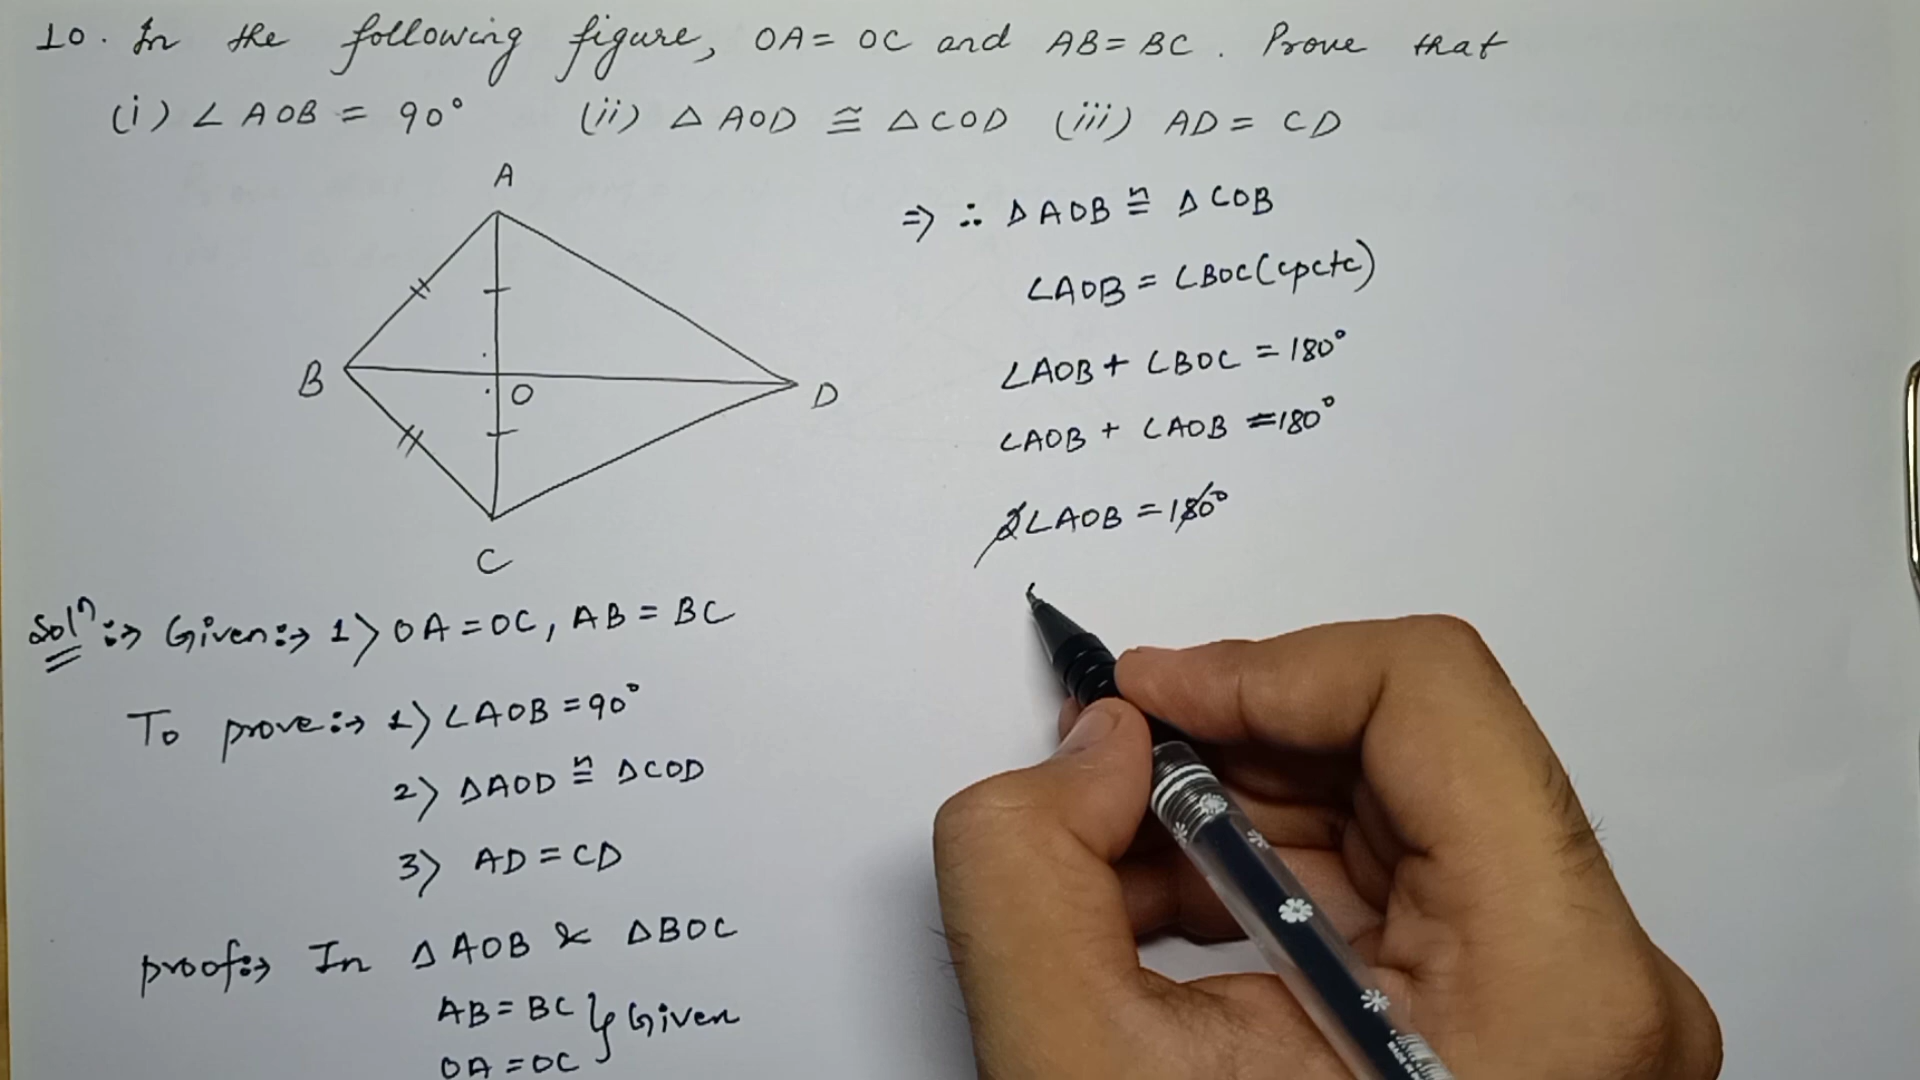 10. In the following figure, OA = OC and AB = BC. Prove that
(i) ∠AOB = 90° (ii) △AOD ≅ △COD (iii) AD = CD
A
B
O
D
C
Solⁿ :→ Given :→ 1> OA = OC, AB = BC
To prove :→ 1) ∠AOB = 90°
2) △AOD ≅ △COD
3) AD = CD
proof :→ In △AOB & △BOC
AB = BC } Given
OA = OC
⇒ ∴ △AOB ≅ △COB
∠AOB = ∠BOC (cpctc)
∠AOB + ∠BOC = 180°
∠AOB + ∠AOB = 180°
2∠AOB = 180°